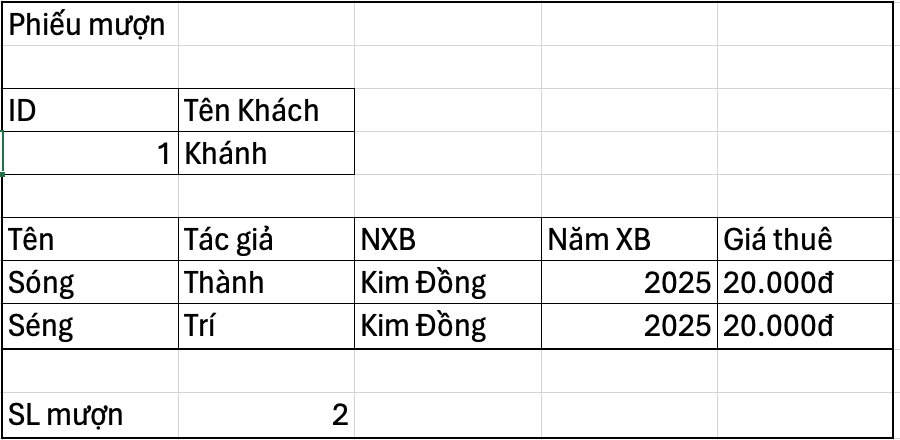 Phiếu mượn
ID Tên Khách
1 Khánh
Tên Tác giả NXB Năm XB Giá thuê
Sóng Thành Kim Đồng 2025 20.000đ
Séng Trí Kim Đồng 2025 20.000đ
SL mượn 2